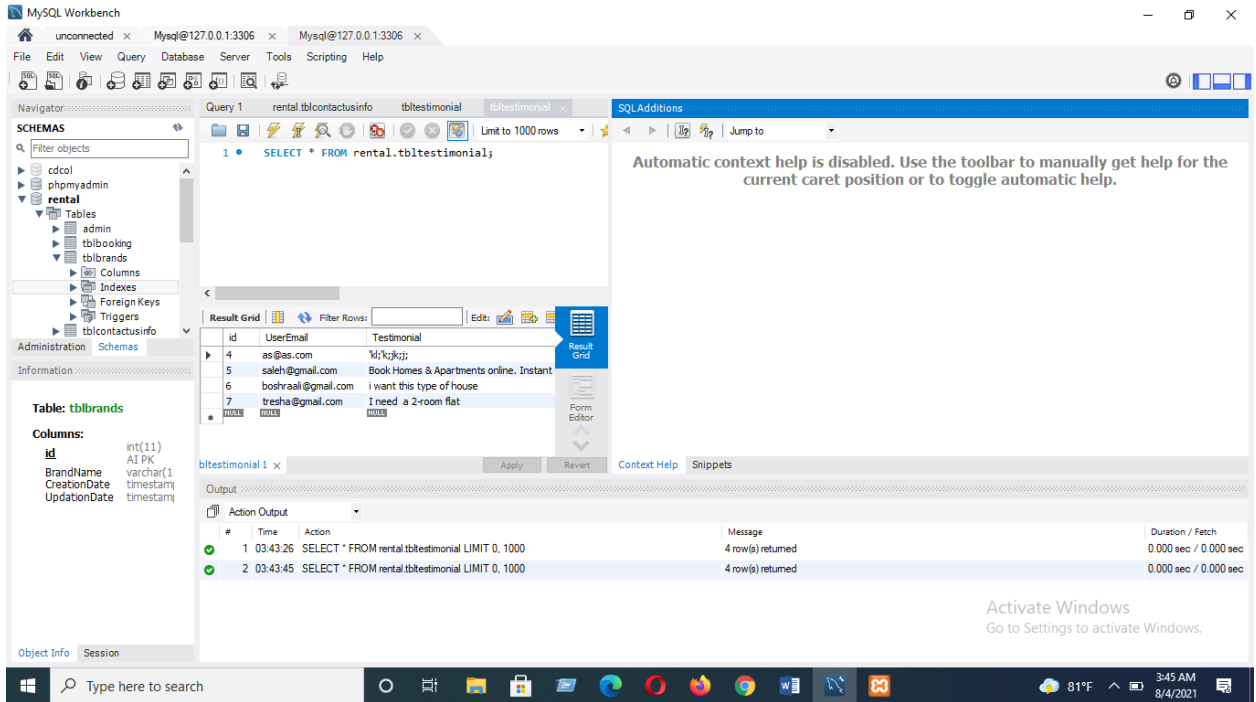 MySQL Workbench
unconnected × Mysql@127.0.0.1:3306 × Mysql@127.0.0.1:3306 ×
File Edit View Query Database Server Tools Scripting Help
Navigator
SCHEMAS
Filter objects
cdcol
phpmyadmin
rental
Tables
admin
tblbooking
tblbrands
Columns
Indexes
Foreign Keys
Triggers
tblcontactusinfo
Administration Schemas
Information
Table: tblbrands
Columns:
id int(11)
AI PK
BrandName varchar(1
CreationDate timestam
UpdationDate timestam
Object Info Session
Query 1 rental.tblcontactusinfo tbltestimonial tbltestimonial ×
Limit to 1000 rows
1 SELECT * FROM rental.tbltestimonial;
Result Grid Filter Rows: Edit:
id UserEmail Testimonial
4 as@as.com 'kl;'k;jk;j;
5 saleh@gmail.com Book Homes & Apartments online. Instant
6 boshraali@gmail.com i want this type of house
7 tresha@gmail.com I need a 2-room flat
NULL NULL NULL
Result Grid
Form Editor
bltestimonial 1 × Apply Revert
SQLAdditions
Jump to
Automatic context help is disabled. Use the toolbar to manually get help for the
current caret position or to toggle automatic help.
Context Help Snippets
Output
Action Output
# Time Action Message Duration / Fetch
1 03:43:26 SELECT * FROM rental.tbltestimonial LIMIT 0, 1000 4 row(s) returned 0.000 sec / 0.000 sec
2 03:43:45 SELECT * FROM rental.tbltestimonial LIMIT 0, 1000 4 row(s) returned 0.000 sec / 0.000 sec
Activate Windows
Go to Settings to activate Windows.
Type here to search
81°F
3:45 AM
8/4/2021